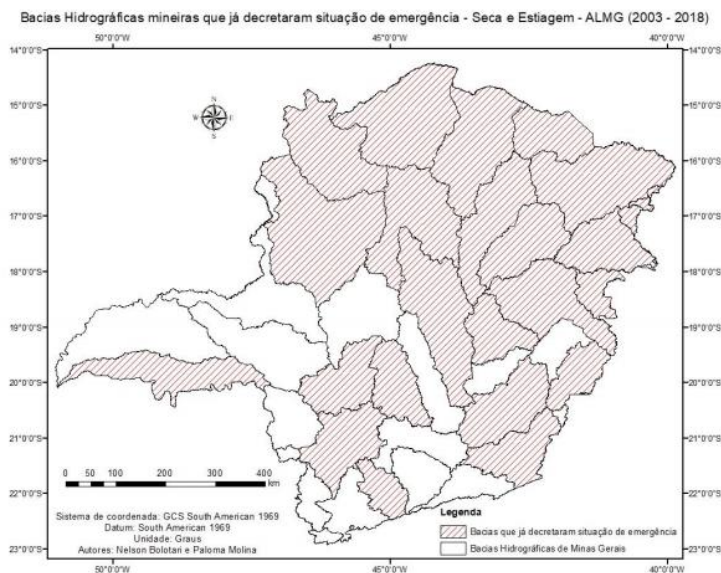 Bacias Hidrográficas mineiras que já decretaram situação de emergência - Seca e Estiagem - ALMG (2003 - 2018)
50°0'0"W 45°0'0"W 40°0'0"W
14°0'0"S 14°0'0"S
15°0'0"S 15°0'0"S
16°0'0"S 16°0'0"S
17°0'0"S 17°0'0"S
18°0'0"S 18°0'0"S
19°0'0"S 19°0'0"S
20°0'0"S 20°0'0"S
21°0'0"S 21°0'0"S
22°0'0"S 22°0'0"S
23°0'0"S 23°0'0"S
N
W E
S
0 50 100 200 300 400
km
Sistema de coordenada: GCS South American 1969
Datum: South American 1969
Unidade: Graus
Autores: Nelson Bolotari e Paloma Molina
Legenda
Bacias que já decretaram situação de emergência
Bacias Hidrográficas de Minas Gerais
50°0'0"W 45°0'0"W 40°0'0"W